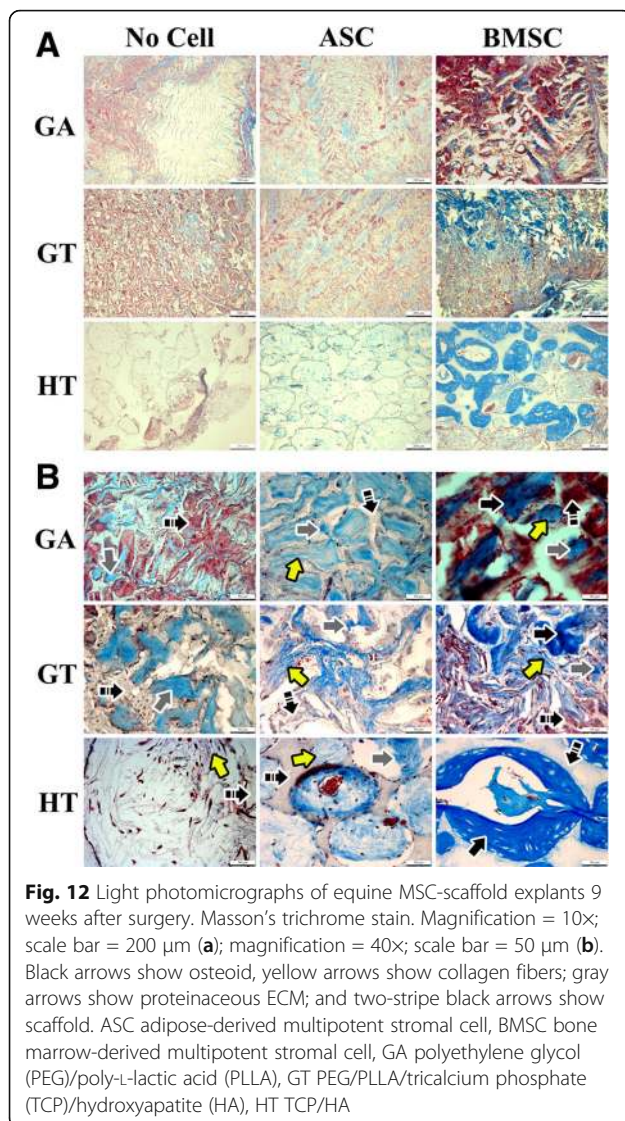 No Cell ASC BMSC
A
GA
GT
HT
B
GA
GT
HT
Fig. 12 Light photomicrographs of equine MSC-scaffold explants 9
weeks after surgery. Masson's trichrome stain. Magnification = 10×;
scale bar = 200 μm (a); magnification = 40×; scale bar = 50 μm (b).
Black arrows show osteoid, yellow arrows show collagen fibers; gray
arrows show proteinaceous ECM; and two-stripe black arrows show
scaffold. ASC adipose-derived multipotent stromal cell, BMSC bone
marrow-derived multipotent stromal cell, GA polyethylene glycol
(PEG)/poly-L-lactic acid (PLLA), GT PEG/PLLA/tricalcium phosphate
(TCP)/hydroxyapatite (HA), HT TCP/HA